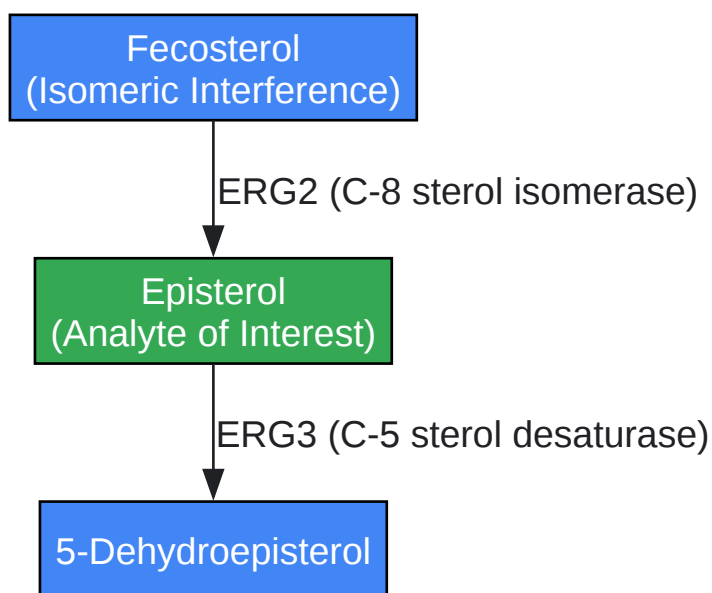 Fecosterol
(Isomeric Interference)
ERG2 (C-8 sterol isomerase)
Episterol
(Analyte of Interest)
ERG3 (C-5 sterol desaturase)
5-Dehydroepisterol